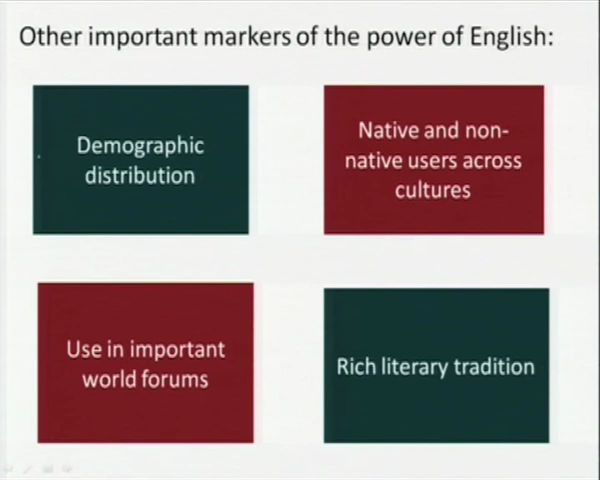 Other important markers of the power of English:
Demographic
distribution
Native and non-
native users across
cultures
Use in important
world forums
Rich literary tradition